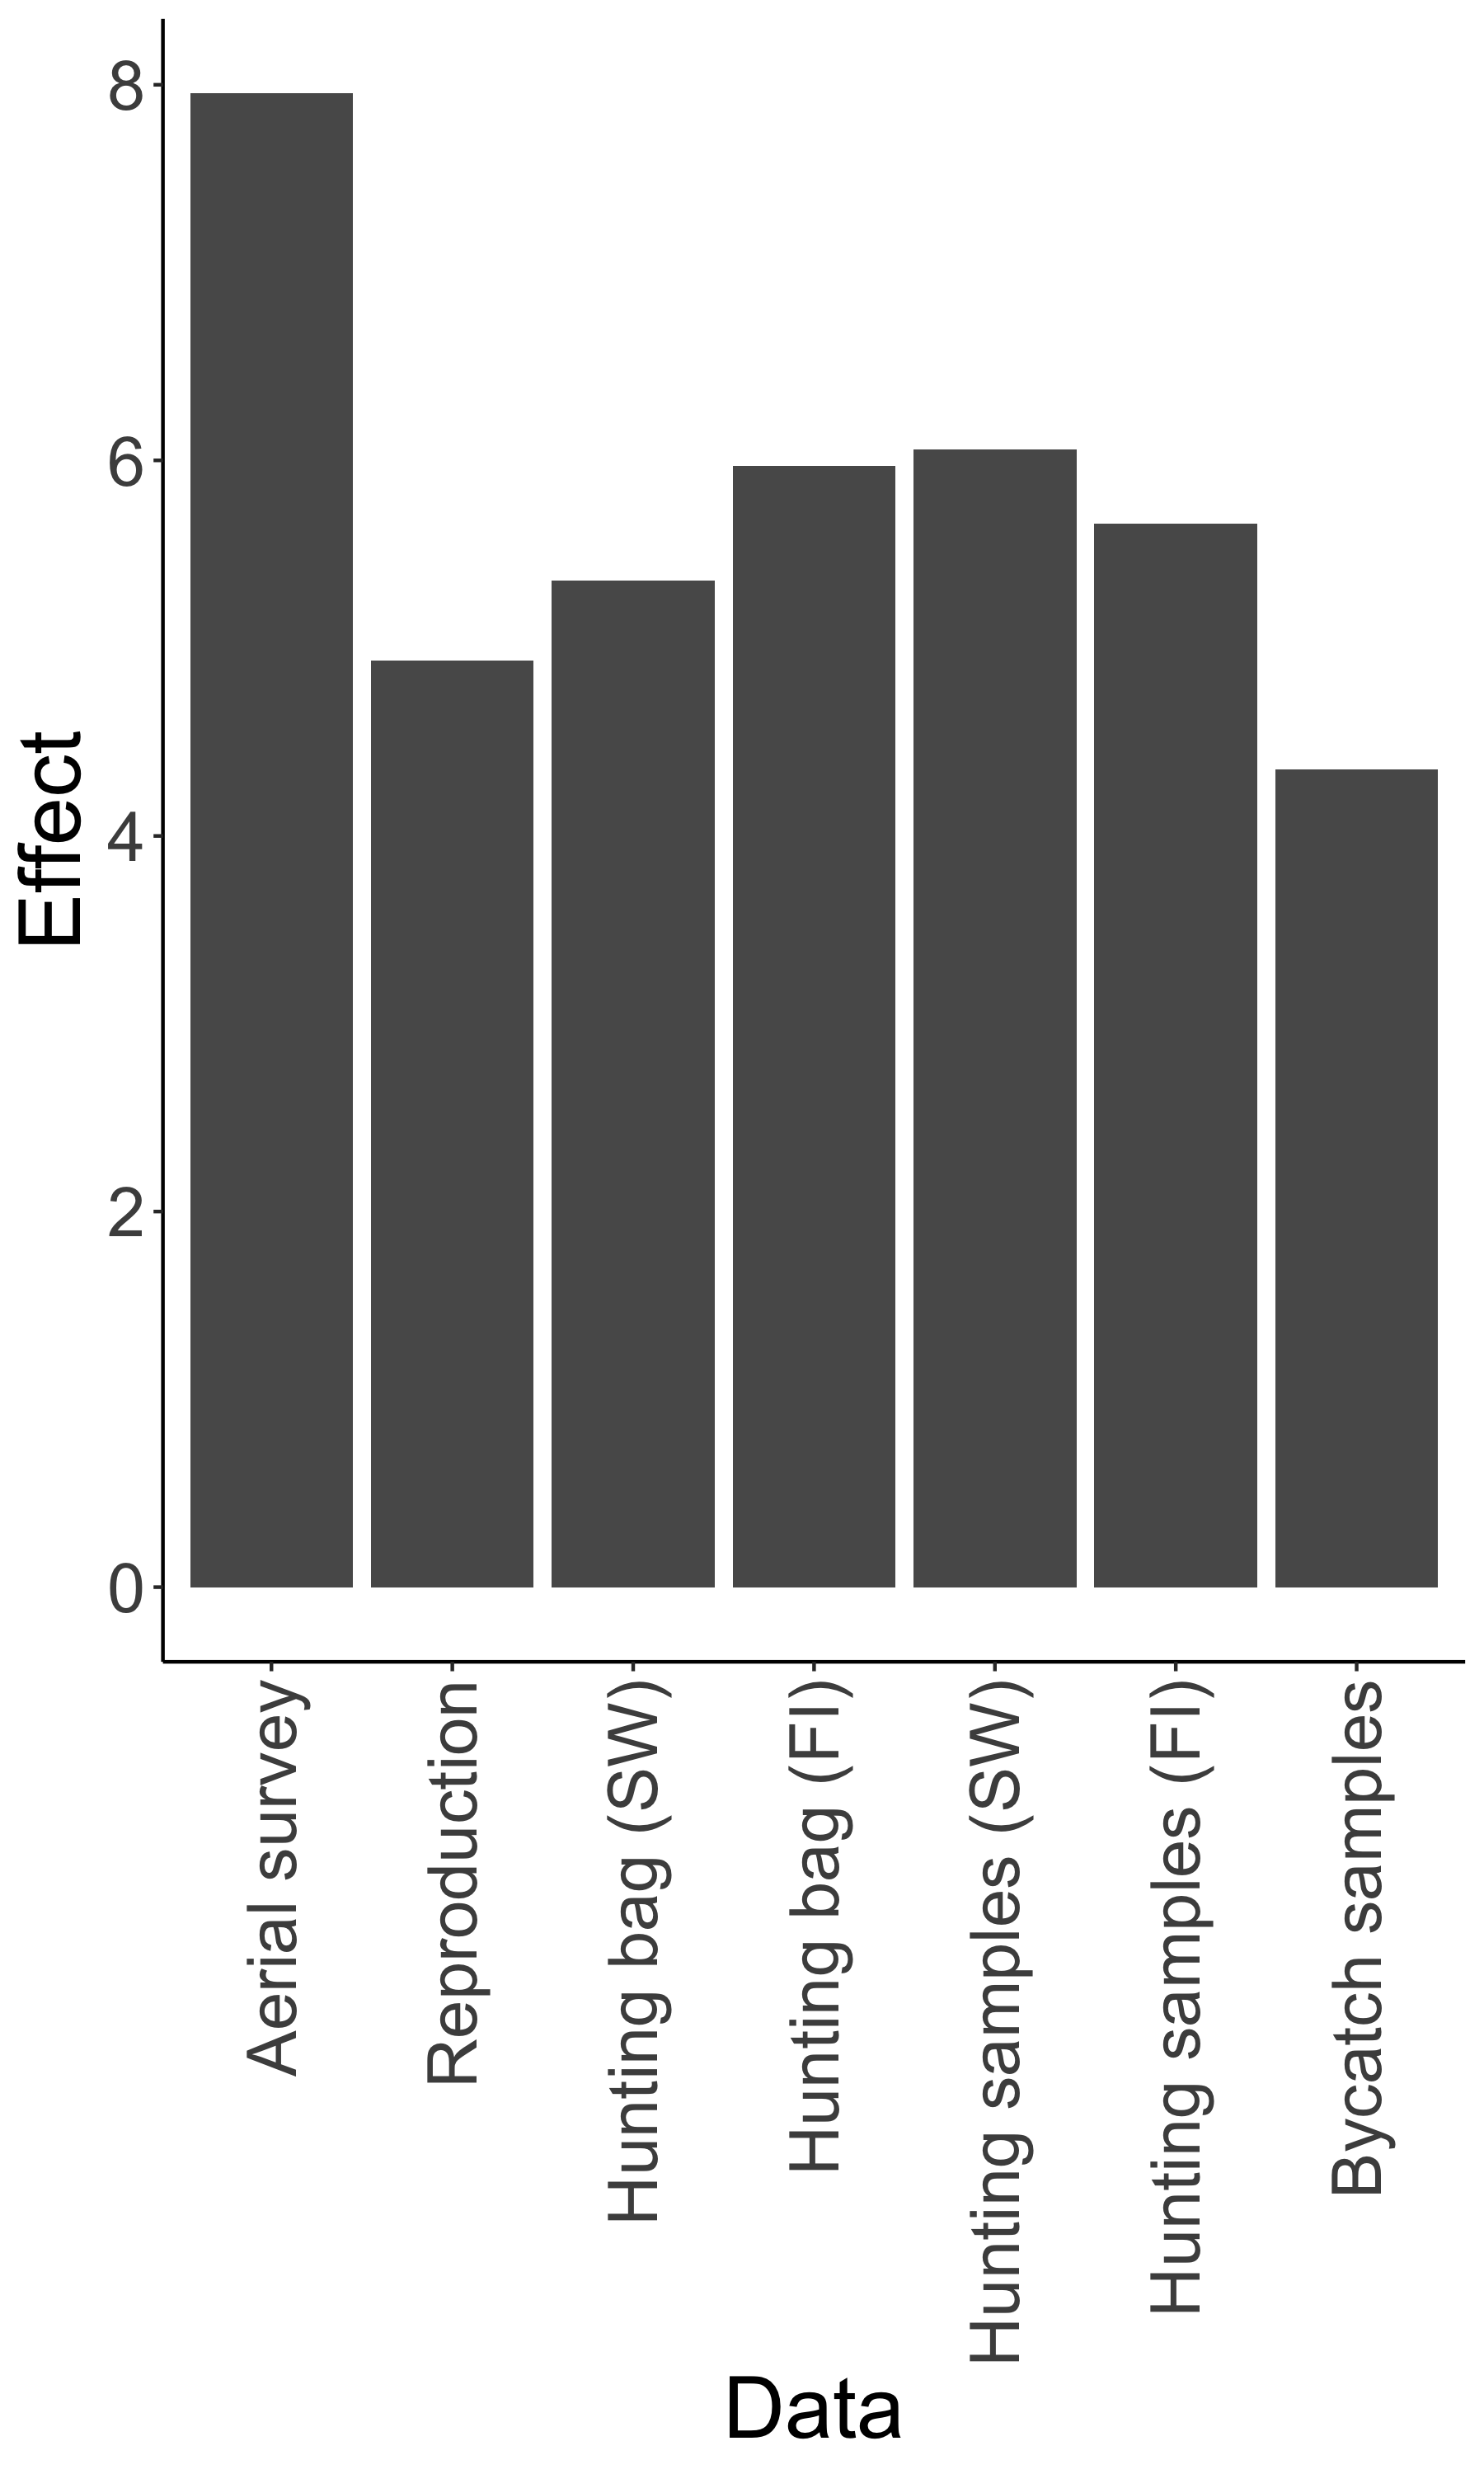 Effect
8
6
4
2
0
Aerial survey
Reproduction
Hunting bag (SW)
Hunting bag (FI)
Hunting samples (SW)
Hunting samples (FI)
Bycatch samples
Data